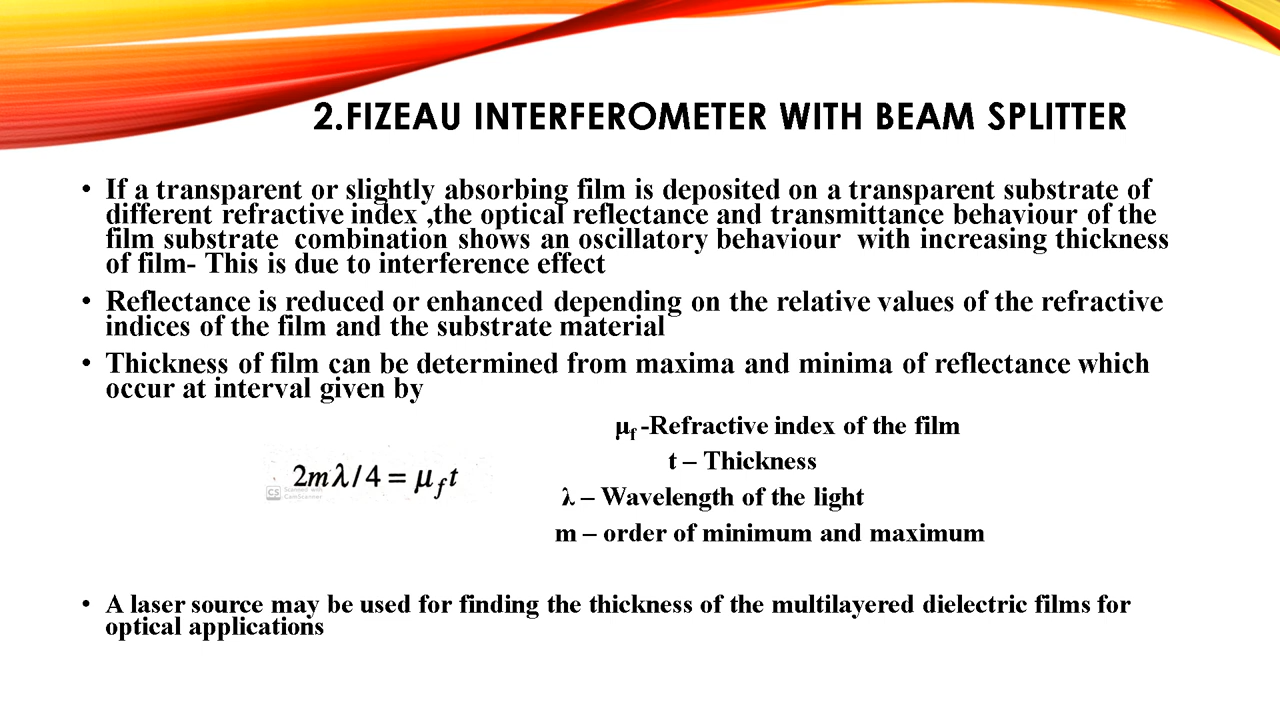 2.FIZEAU INTERFEROMETER WITH BEAM SPLITTER
• If a transparent or slightly absorbing film is deposited on a transparent substrate of
different refractive index ,the optical reflectance and transmittance behaviour of the
film substrate combination shows an oscillatory behaviour with increasing thickness
of film- This is due to interference effect
• Reflectance is reduced or enhanced depending on the relative values of the refractive
indices of the film and the substrate material
• Thickness of film can be determined from maxima and minima of reflectance which
occur at interval given by
μf -Refractive index of the film
t – Thickness
2mλ/4 = μ_f t
CS Scanned with
CamScanner
λ – Wavelength of the light
m – order of minimum and maximum
• A laser source may be used for finding the thickness of the multilayered dielectric films for
optical applications